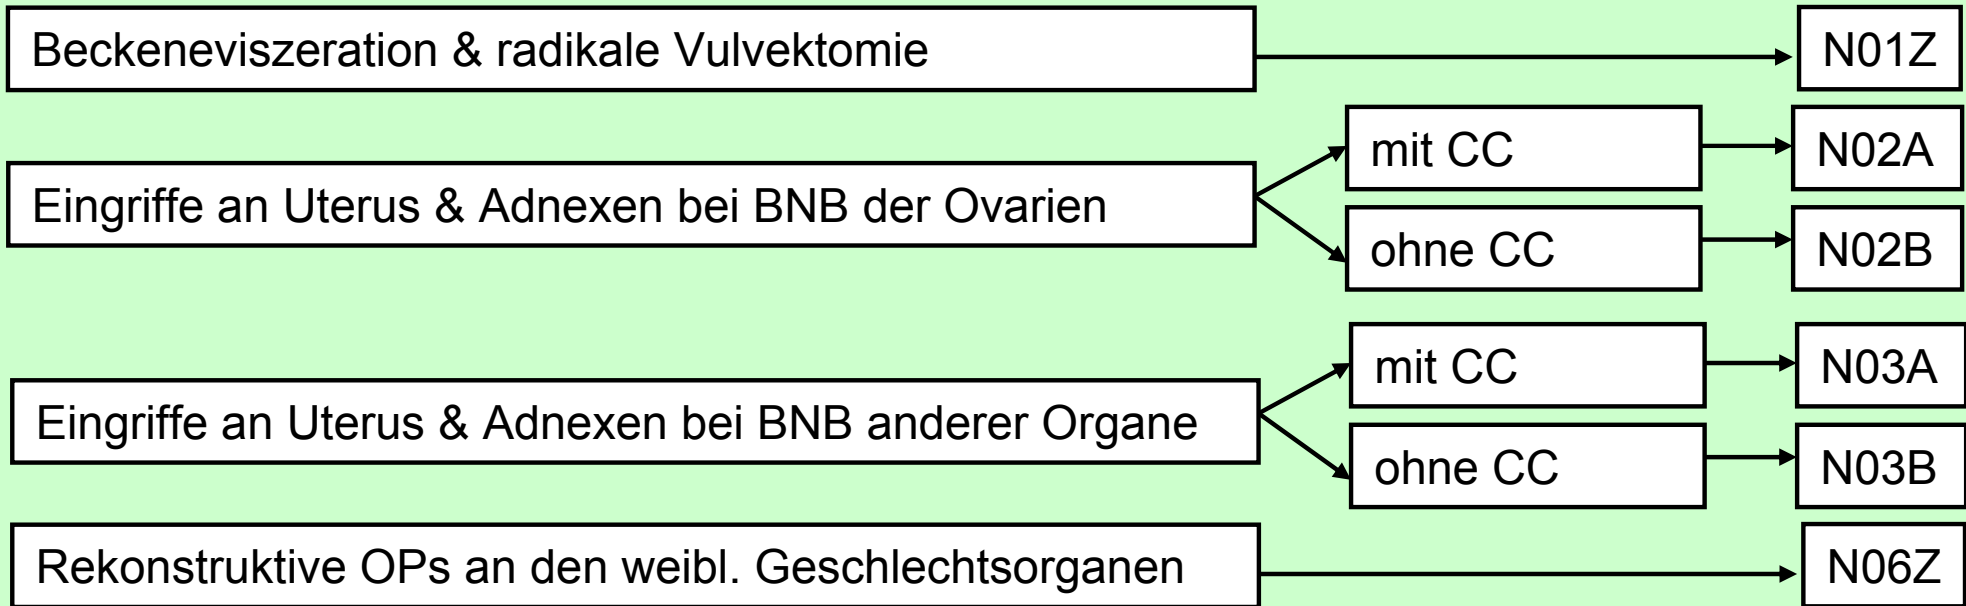 Beckeneviszeration & radikale Vulvektomie
N01Z
Eingriffe an Uterus & Adnexen bei BNB der Ovarien
mit CC
N02A
ohne CC
N02B
Eingriffe an Uterus & Adnexen bei BNB anderer Organe
mit CC
N03A
ohne CC
N03B
Rekonstruktive OPs an den weibl. Geschlechtsorganen
N06Z